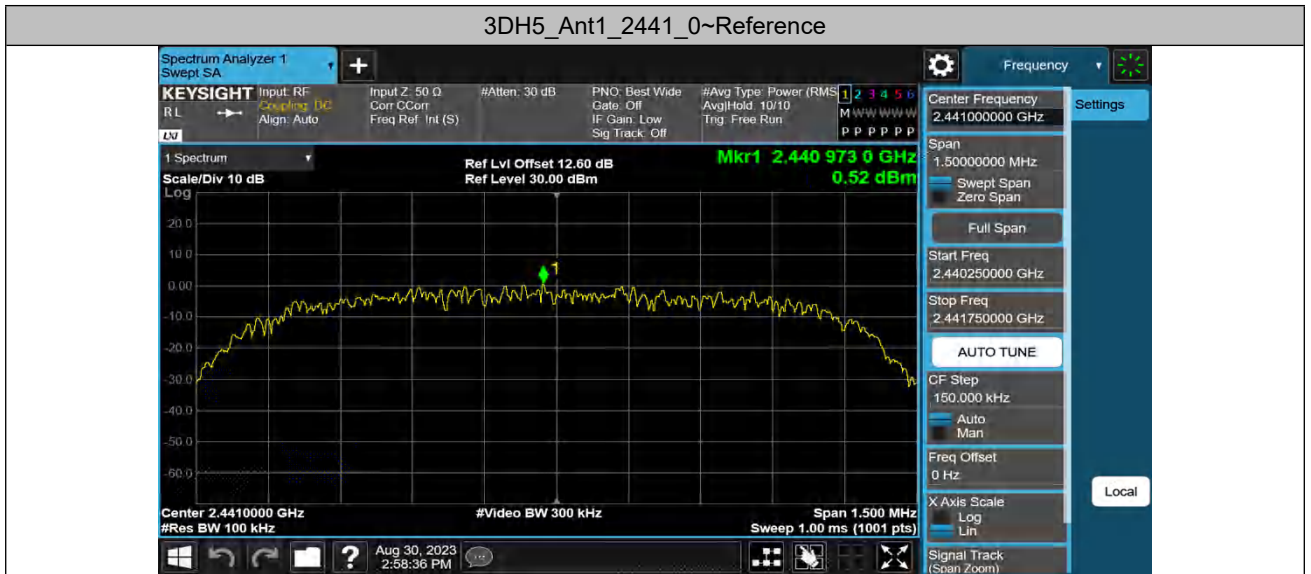 3DH5_Ant1_2441_0~Reference
Spectrum Analyzer 1
Swept SA
+
Frequency
KEYSIGHT
RL
LXI
Input: RF
Coupling: DC
Align: Auto
Input Z: 50 Ω
Corr CCorr
Freq Ref: Int (S)
#Atten: 30 dB
PNO: Best Wide
Gate: Off
IF Gain: Low
Sig Track: Off
#Avg Type: Power (RMS
Avg|Hold: 10/10
Trig: Free Run
1 2 3 4 5 6
M W W W W W
P P P P P P
1 Spectrum
Scale/Div 10 dB
Log
Ref Lvl Offset 12.60 dB
Ref Level 30.00 dBm
Mkr1 2.440 973 0 GHz
0.52 dBm
20.0
10.0
0.00
-10.0
-20.0
-30.0
-40.0
-50.0
-60.0
1
Center 2.4410000 GHz
#Res BW 100 kHz
#Video BW 300 kHz
Span 1.500 MHz
Sweep 1.00 ms (1001 pts)
Center Frequency
2.441000000 GHz
Span
1.50000000 MHz
Swept Span
Zero Span
Full Span
Start Freq
2.440250000 GHz
Stop Freq
2.441750000 GHz
AUTO TUNE
CF Step
150.000 kHz
Auto
Man
Freq Offset
0 Hz
X Axis Scale
Log
Lin
Signal Track
(Span Zoom)
Settings
Local
?
Aug 30, 2023
2:58:36 PM